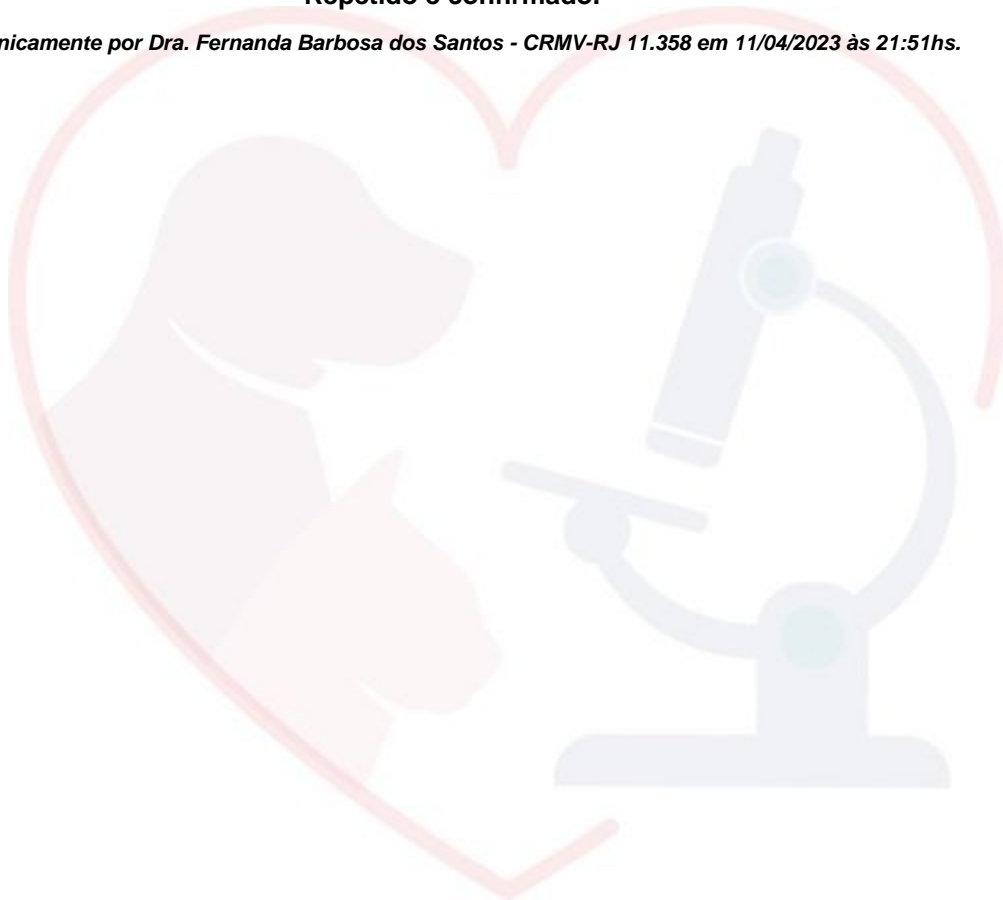 Repetido e confirmado.
nicamente por Dra. Fernanda Barbosa dos Santos - CRMV-RJ 11.358 em 11/04/2023 às 21:51hs.